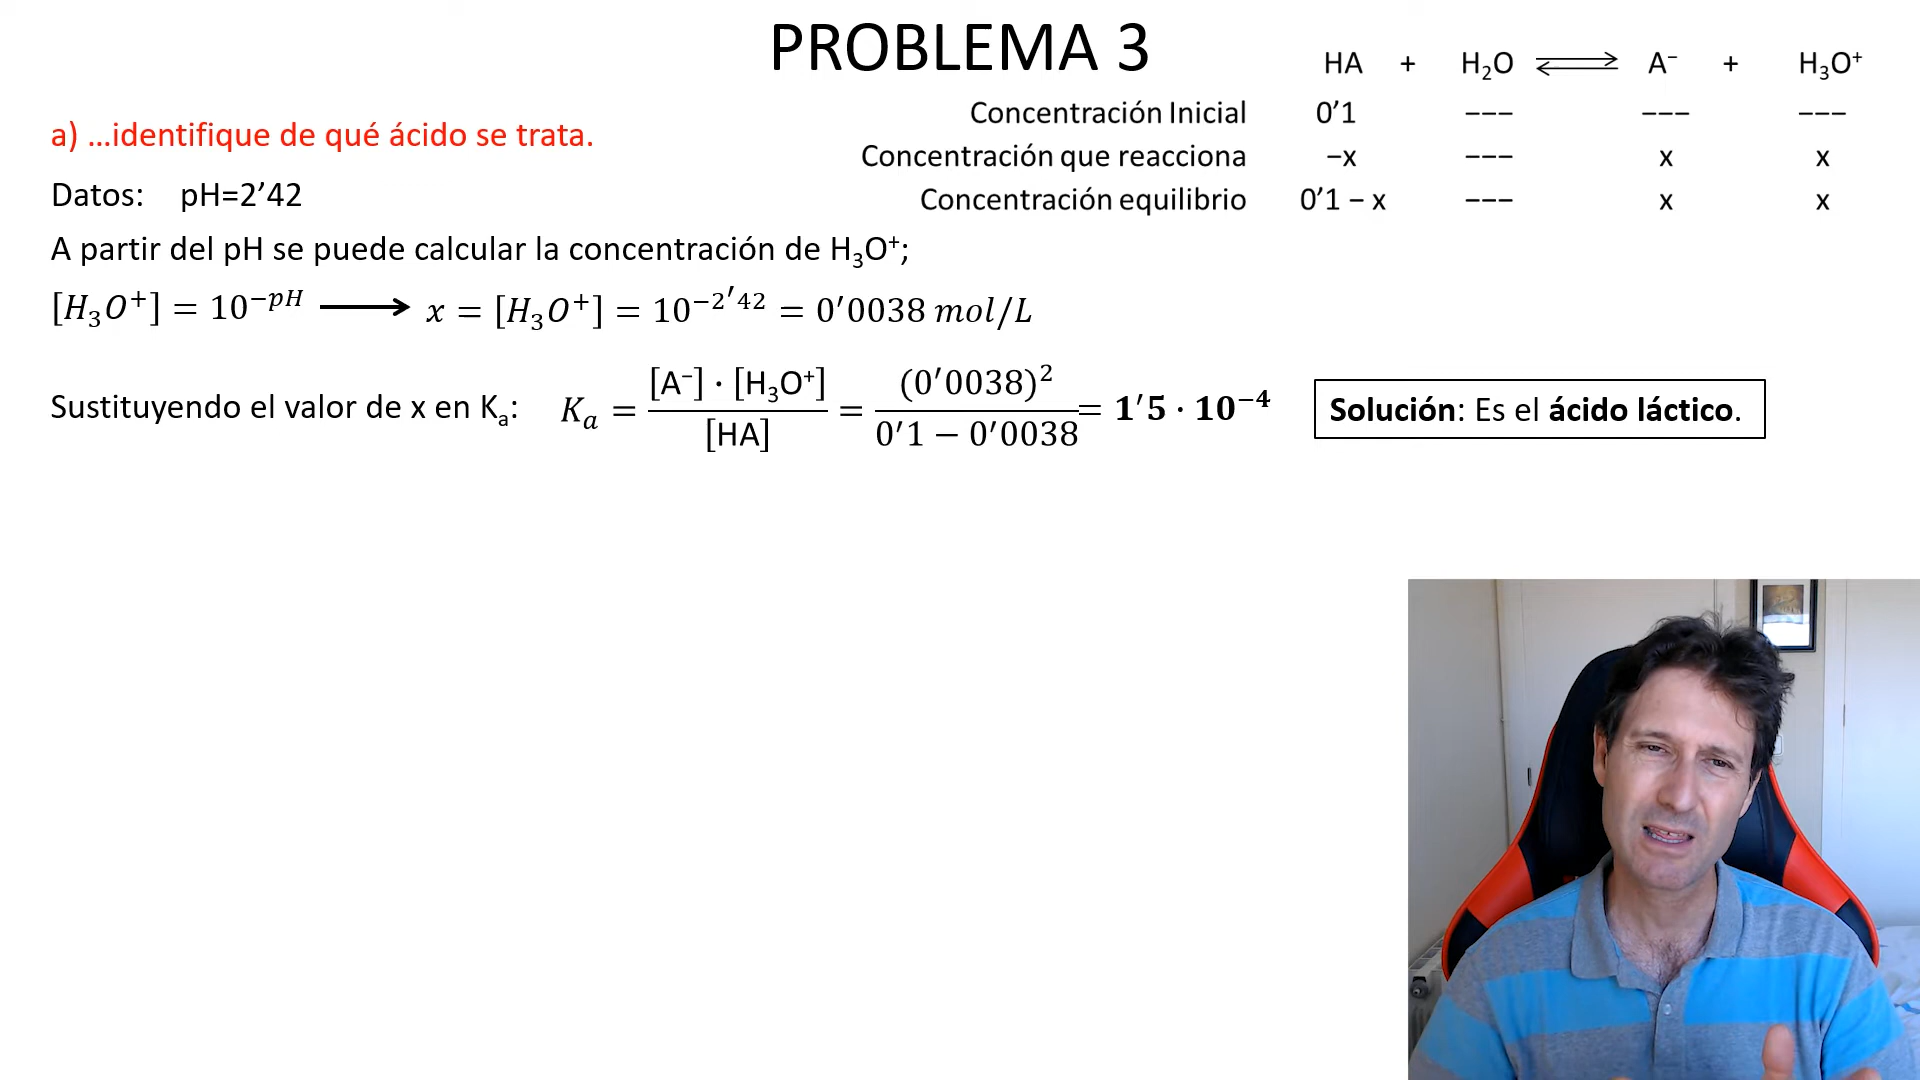 PROBLEMA 3
HA + H₂O ⇌ A⁻ + H₃O⁺
Concentración Inicial 0’1 --- --- ---
Concentración que reacciona −x --- x x
Concentración equilibrio 0’1 − x --- x x
a) …identifique de qué ácido se trata.
Datos: pH=2’42
A partir del pH se puede calcular la concentración de H₃O⁺;
[H₃O⁺] = 10^(−pH) ⟶ x = [H₃O⁺] = 10^(−2′42) = 0′0038 mol/L
Sustituyendo el valor de x en Kₐ: Kₐ = [A⁻] · [H₃O⁺] / [HA] = (0′0038)² / 0′1 − 0′0038 = 1′5 · 10⁻⁴
Solución: Es el ácido láctico.